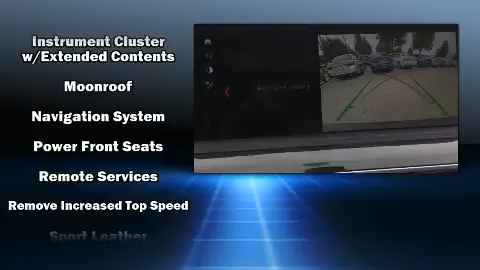 Instrument Cluster
w/Extended Contents
Moonroof
Navigation System
Power Front Seats
Remote Services
Remove Increased Top Speed
Sport Leather